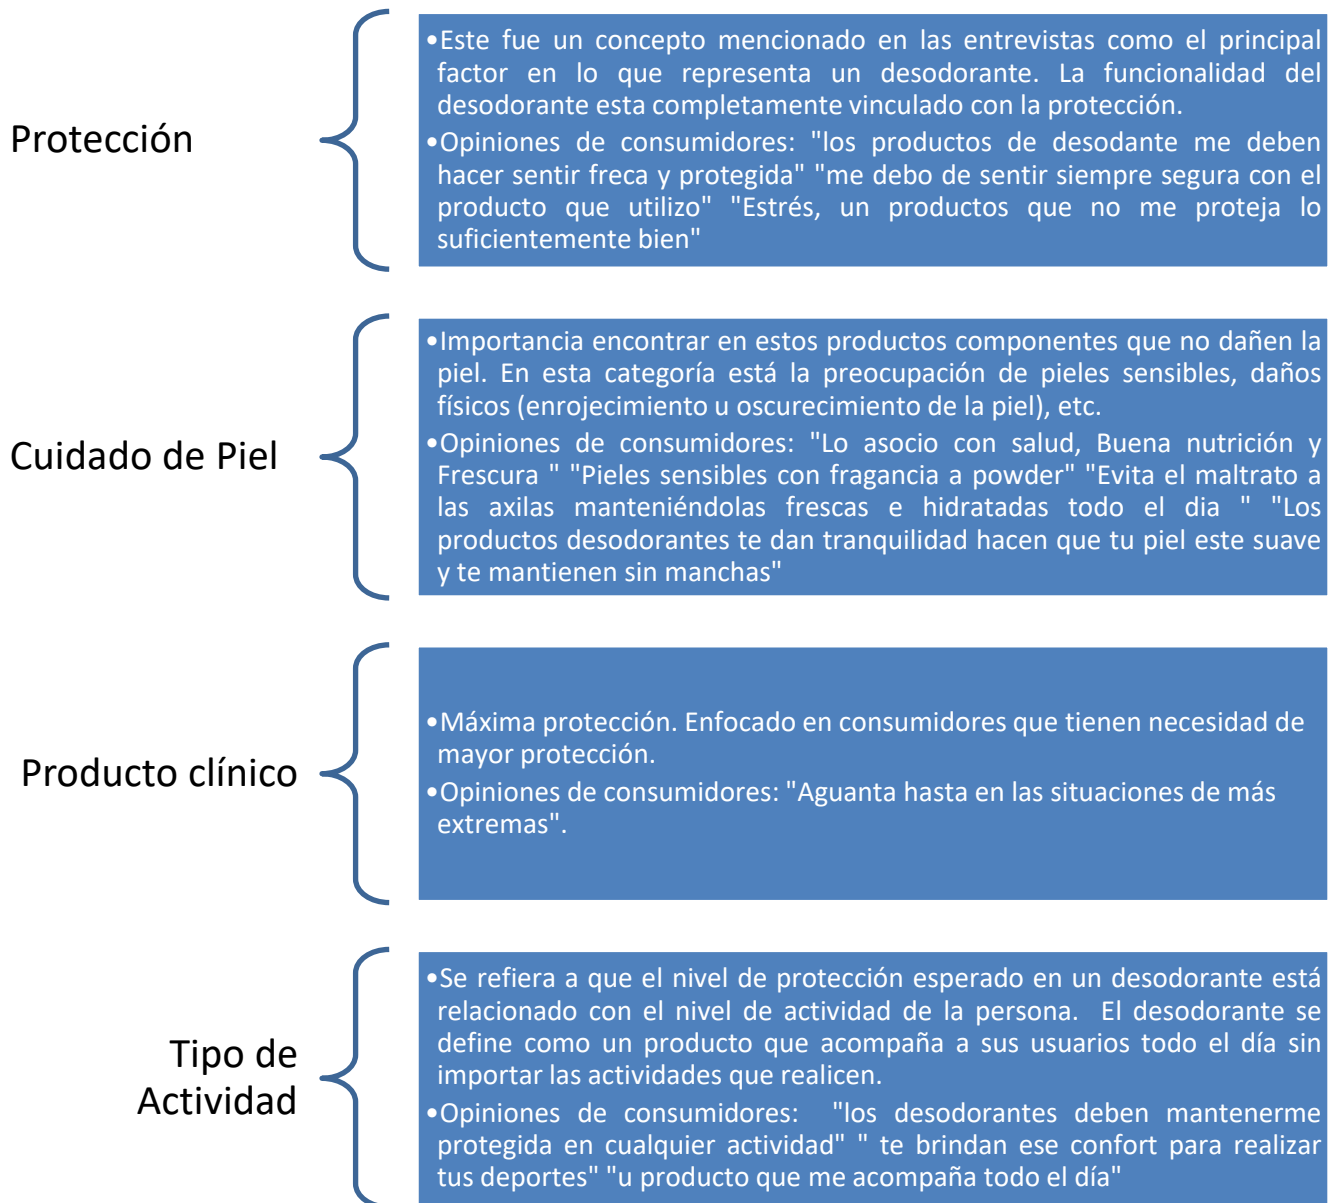 Protección
•Este fue un concepto mencionado en las entrevistas como el principal
factor en lo que representa un desodorante. La funcionalidad del
desodorante esta completamente vinculado con la protección.
•Opiniones de consumidores: "los productos de desodante me deben
hacer sentir freca y protegida" "me debo de sentir siempre segura con el
producto que utilizo" "Estrés, un productos que no me proteja lo
suficientemente bien"
Cuidado de Piel
•Importancia encontrar en estos productos componentes que no dañen la
piel. En esta categoría está la preocupación de pieles sensibles, daños
físicos (enrojecimiento u oscurecimiento de la piel), etc.
•Opiniones de consumidores: "Lo asocio con salud, Buena nutrición y
Frescura " "Pieles sensibles con fragancia a powder" "Evita el maltrato a
las axilas manteniéndolas frescas e hidratadas todo el dia " "Los
productos desodorantes te dan tranquilidad hacen que tu piel este suave
y te mantienen sin manchas"
Producto clínico
•Máxima protección. Enfocado en consumidores que tienen necesidad de
mayor protección.
•Opiniones de consumidores: "Aguanta hasta en las situaciones de más
extremas".
Tipo de
Actividad
•Se refiera a que el nivel de protección esperado en un desodorante está
relacionado con el nivel de actividad de la persona. El desodorante se
define como un producto que acompaña a sus usuarios todo el día sin
importar las actividades que realicen.
•Opiniones de consumidores: "los desodorantes deben mantenerme
protegida en cualquier actividad" " te brindan ese confort para realizar
tus deportes" "u producto que me acompaña todo el día"